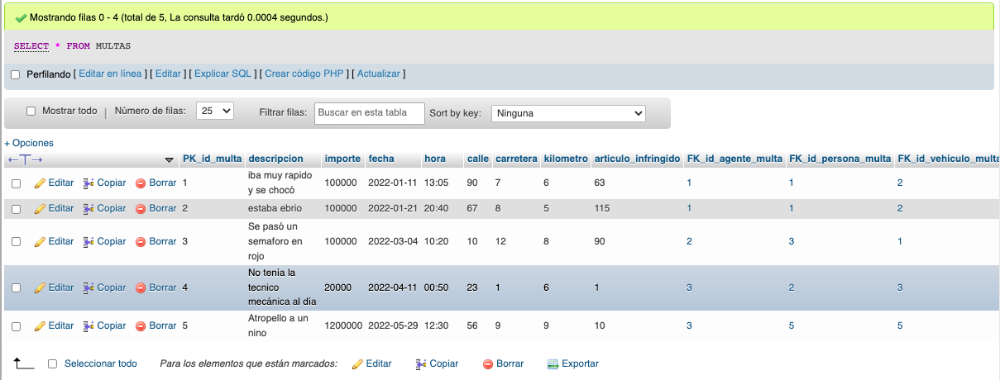 Mostrando filas 0 - 4 (total de 5, La consulta tardó 0.0004 segundos.)
SELECT * FROM MULTAS
Perfilando [ Editar en línea ] [ Editar ] [ Explicar SQL ] [ Crear código PHP ] [ Actualizar ]
Mostrar todo | Número de filas: 25 Filtrar filas: Buscar en esta tabla Sort by key: Ninguna
+ Opciones
←T→ PK_id_multa descripcion importe fecha hora calle carretera kilometro articulo_infringido FK_id_agente_multa FK_id_persona_multa FK_id_vehiculo_multa
Editar Copiar Borrar 1 iba muy rapido y se chocó 100000 2022-01-11 13:05 90 7 6 63 1 1 2
Editar Copiar Borrar 2 estaba ebrio 100000 2022-01-21 20:40 67 8 5 115 1 1 2
Editar Copiar Borrar 3 Se pasó un semaforo en rojo 100000 2022-03-04 10:20 10 12 8 90 2 3 1
Editar Copiar Borrar 4 No tenía la tecnico mecánica al día 20000 2022-04-11 00:50 23 1 6 1 3 2 3
Editar Copiar Borrar 5 Atropello a un nino 1200000 2022-05-29 12:30 56 9 9 10 3 5 5
Seleccionar todo Para los elementos que están marcados: Editar Copiar Borrar Exportar